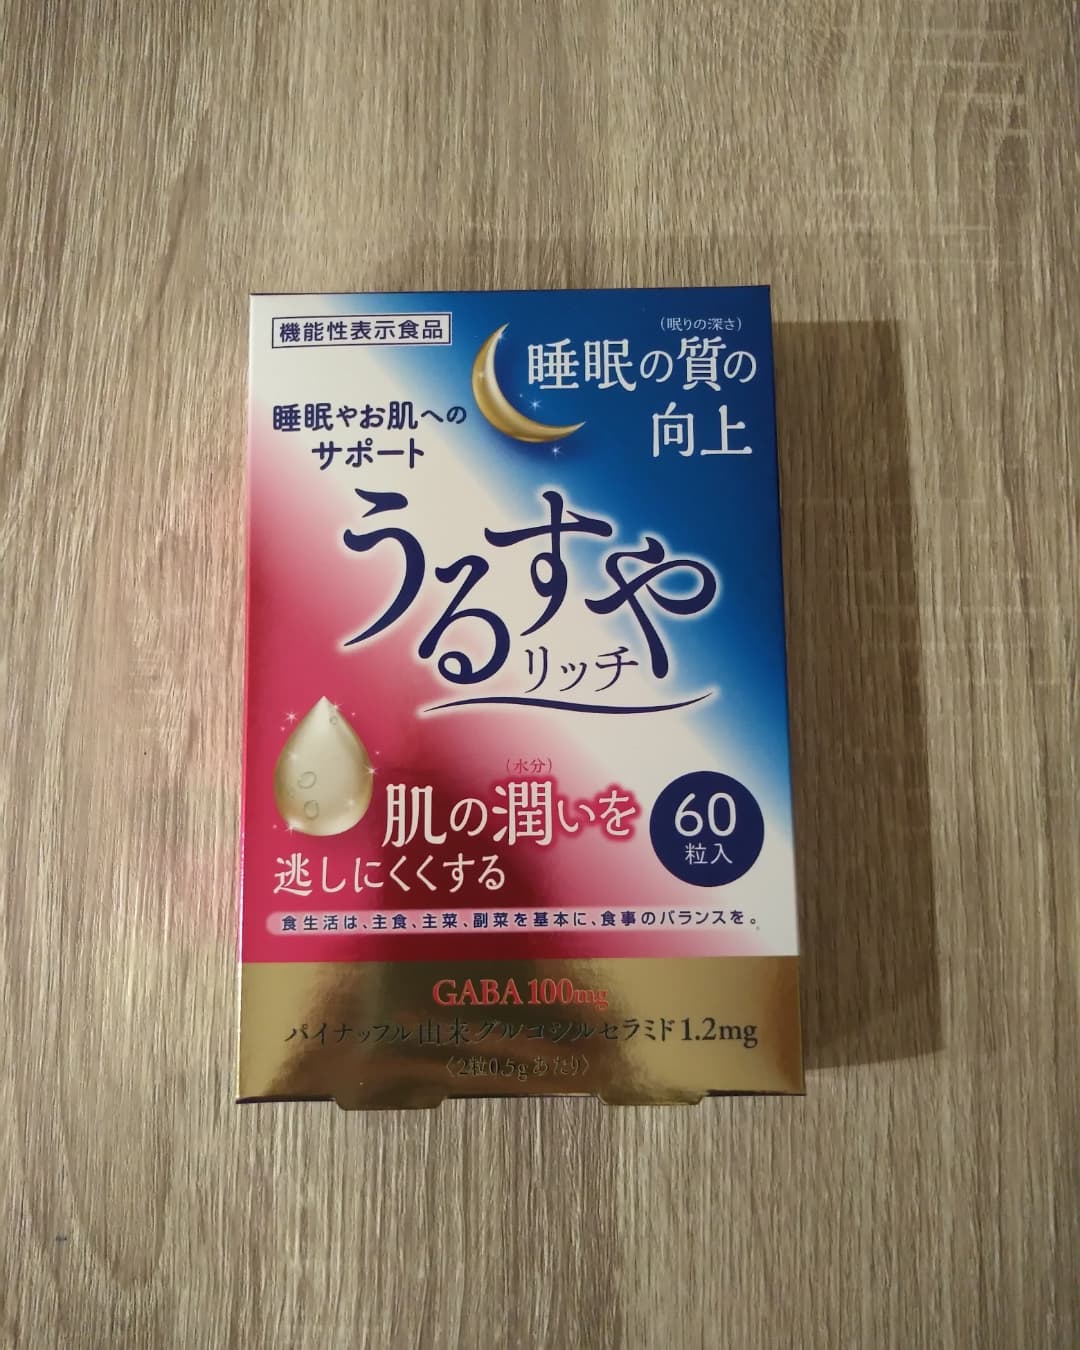 機能性表示食品
(眠りの深さ)
睡眠の質の
向上
睡眠やお肌への
サポート
うるすや
リッチ
(水分)
肌の潤いを
逃しにくくする
60
粒入
食生活は、主食、主菜、副菜を基本に、食事のバランスを。
GABA 100mg
パイナップル由来グルコシルセラミド1.2mg
〈2粒0.5gあたり〉